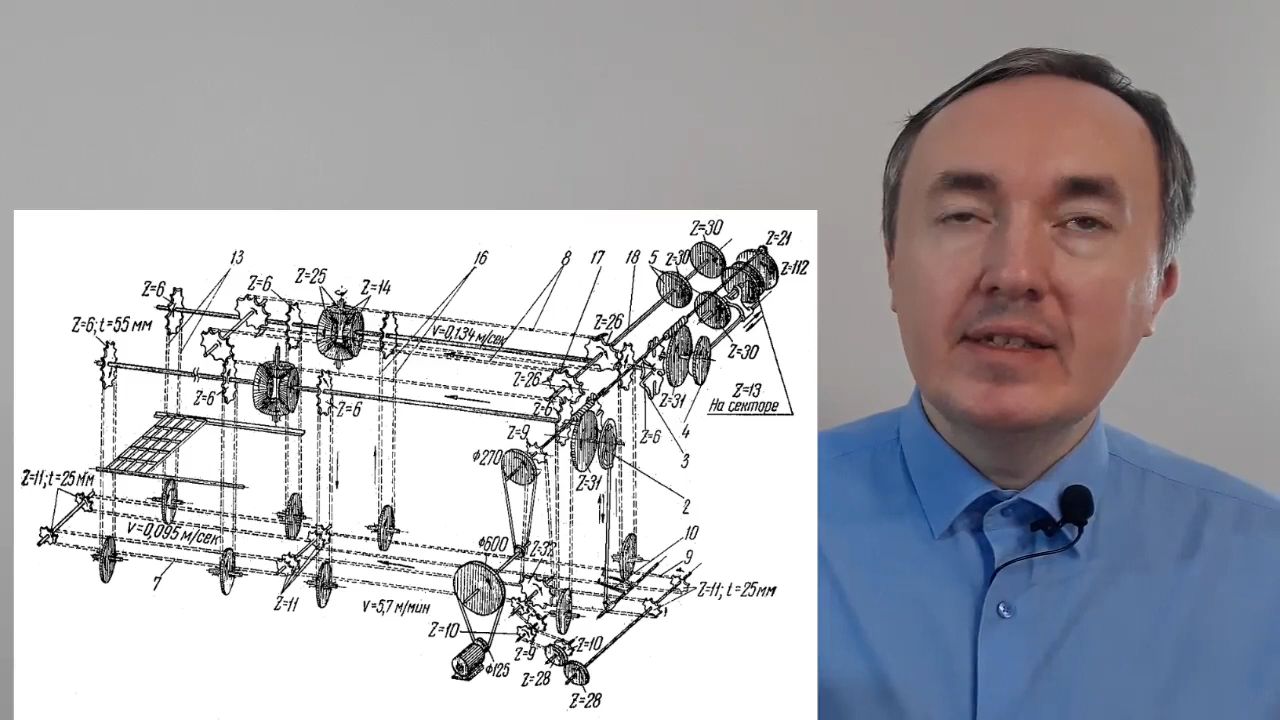 Z=30
Z=21
13
16
8
17
18
5
Z=30
Z=112
Z=6
Z=6
Z=25
Z=14
Z=6; t=55 мм
v=0,134 м/сек
Z=26
Z=30
Z=26
Z=31
Z=13
На секторе
Z=6
Z=6
Z=6
Z=9
Z=6
4
3
Ф270
Z=31
2
Z=11; t=25 мм
v=0,095 м/сек
Ф600
Z=32
10
9
7
Z=11
v=5,7 м/мин
Z=11; t=25 мм
Z=10
Z=9
Z=10
Ф125
Z=28
Z=28